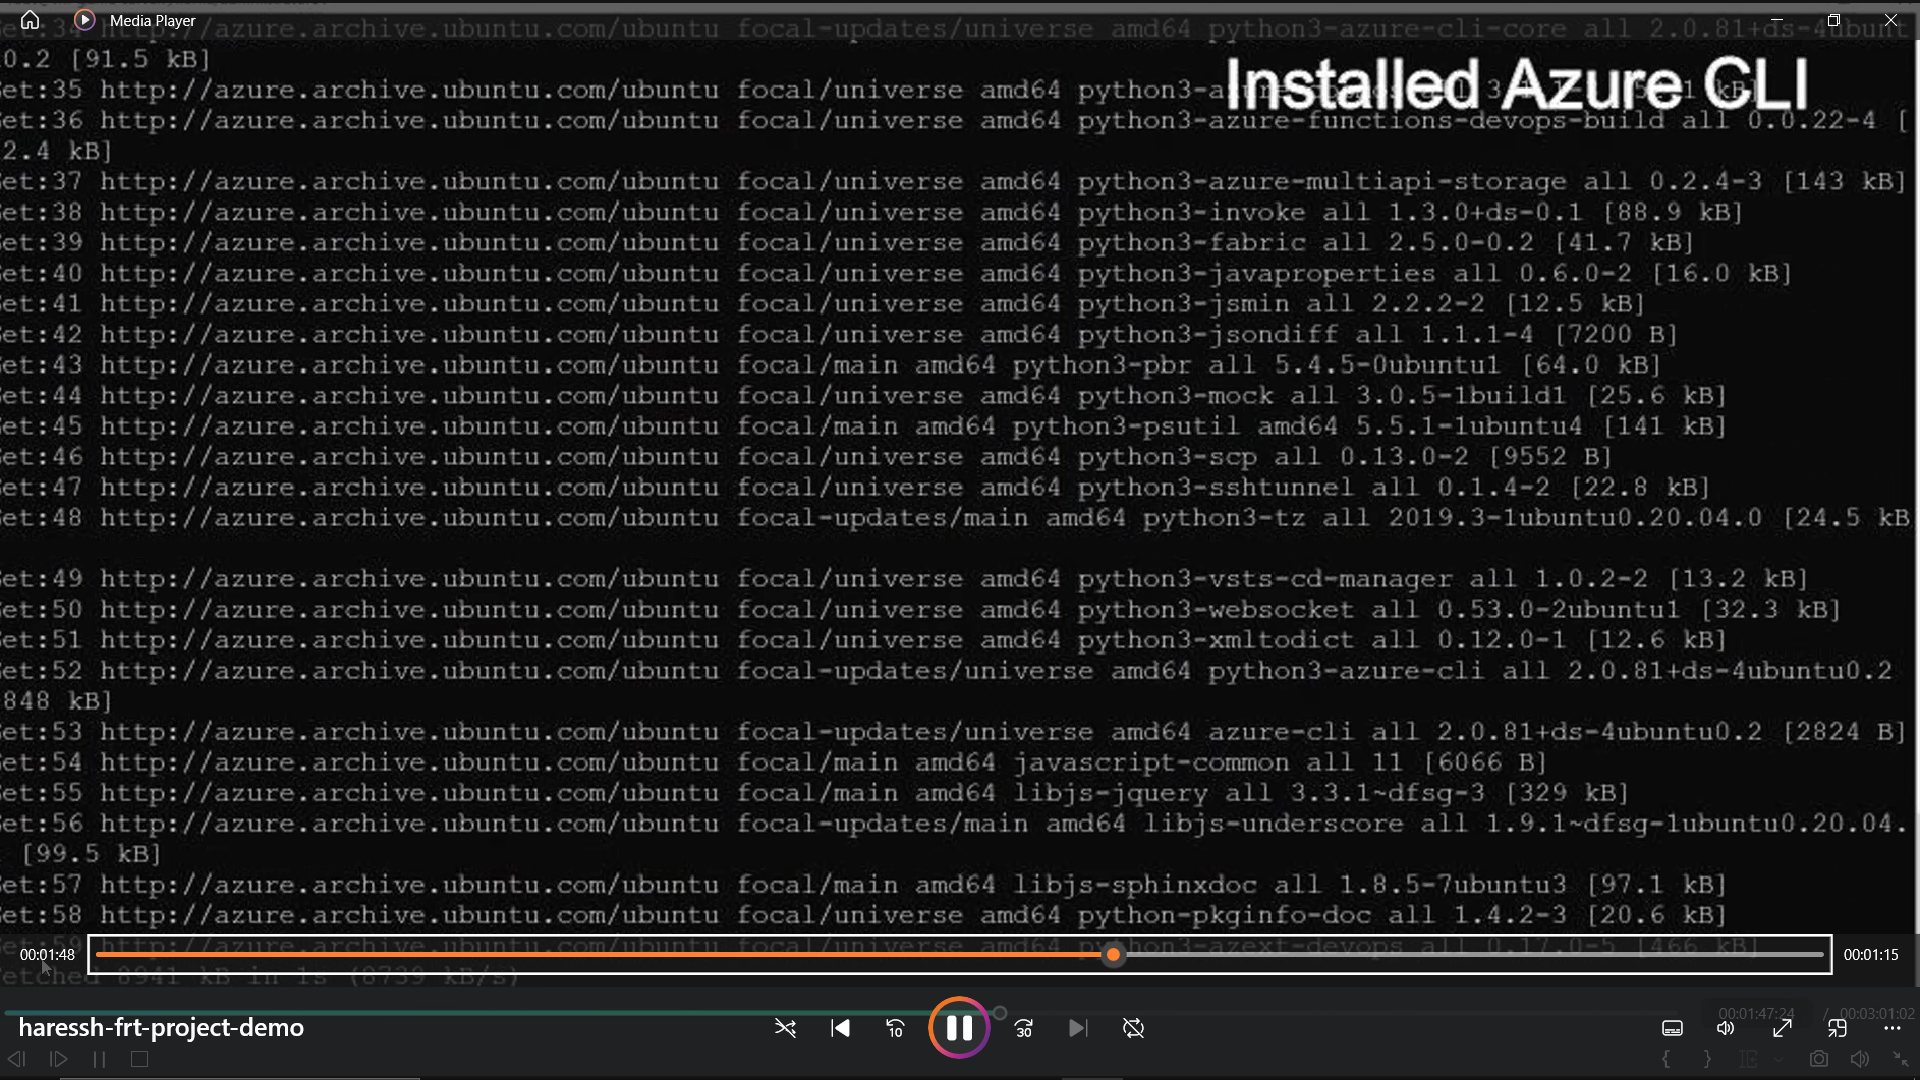 Media Player
et:34 http://azure.archive.ubuntu.com/ubuntu focal-updates/universe amd64 python3-azure-cli-core all 2.0.81+ds-4ubunt
0.2 [91.5 kB]
Installed Azure CLI
et:35 http://azure.archive.ubuntu.com/ubuntu focal/universe amd64
et:36 http://azure.archive.ubuntu.com/ubuntu focal/universe amd64 python3-azure-functions-devops-build all 0.0.22-4 [
2.4 kB]
et:37 http://azure.archive.ubuntu.com/ubuntu focal/universe amd64 python3-azure-multiapi-storage all 0.2.4-3 [143 kB]
et:38 http://azure.archive.ubuntu.com/ubuntu focal/universe amd64 python3-invoke all 1.3.0+ds-0.1 [88.9 kB]
et:39 http://azure.archive.ubuntu.com/ubuntu focal/universe amd64 python3-fabric all 2.5.0-0.2 [41.7 kB]
et:40 http://azure.archive.ubuntu.com/ubuntu focal/universe amd64 python3-javaproperties all 0.6.0-2 [16.0 kB]
et:41 http://azure.archive.ubuntu.com/ubuntu focal/universe amd64 python3-jsmin all 2.2.2-2 [12.5 kB]
et:42 http://azure.archive.ubuntu.com/ubuntu focal/universe amd64 python3-jsondiff all 1.1.1-4 [7200 B]
et:43 http://azure.archive.ubuntu.com/ubuntu focal/main amd64 python3-pbr all 5.4.5-0ubuntu1 [64.0 kB]
et:44 http://azure.archive.ubuntu.com/ubuntu focal/universe amd64 python3-mock all 3.0.5-1build1 [25.6 kB]
et:45 http://azure.archive.ubuntu.com/ubuntu focal/main amd64 python3-psutil amd64 5.5.1-1ubuntu4 [141 kB]
et:46 http://azure.archive.ubuntu.com/ubuntu focal/universe amd64 python3-scp all 0.13.0-2 [9552 B]
et:47 http://azure.archive.ubuntu.com/ubuntu focal/universe amd64 python3-sshtunnel all 0.1.4-2 [22.8 kB]
et:48 http://azure.archive.ubuntu.com/ubuntu focal-updates/main amd64 python3-tz all 2019.3-1ubuntu0.20.04.0 [24.5 kB
et:49 http://azure.archive.ubuntu.com/ubuntu focal/universe amd64 python3-vsts-cd-manager all 1.0.2-2 [13.2 kB]
et:50 http://azure.archive.ubuntu.com/ubuntu focal/universe amd64 python3-websocket all 0.53.0-2ubuntu1 [32.3 kB]
et:51 http://azure.archive.ubuntu.com/ubuntu focal/universe amd64 python3-xmltodict all 0.12.0-1 [12.6 kB]
et:52 http://azure.archive.ubuntu.com/ubuntu focal-updates/universe amd64 python3-azure-cli all 2.0.81+ds-4ubuntu0.2
848 kB]
et:53 http://azure.archive.ubuntu.com/ubuntu focal-updates/universe amd64 azure-cli all 2.0.81+ds-4ubuntu0.2 [2824 B]
et:54 http://azure.archive.ubuntu.com/ubuntu focal/main amd64 javascript-common all 11 [6066 B]
et:55 http://azure.archive.ubuntu.com/ubuntu focal/main amd64 libjs-jquery all 3.3.1~dfsg-3 [329 kB]
et:56 http://azure.archive.ubuntu.com/ubuntu focal-updates/main amd64 libjs-underscore all 1.9.1~dfsg-1ubuntu0.20.04.
[99.5 kB]
et:57 http://azure.archive.ubuntu.com/ubuntu focal/main amd64 libjs-sphinxdoc all 1.8.5-7ubuntu3 [97.1 kB]
et:58 http://azure.archive.ubuntu.com/ubuntu focal/universe amd64 python-pkginfo-doc all 1.4.2-3 [20.6 kB]
et:59 http://azure.archive.ubuntu.com/ubuntu focal/universe amd64 python3-azext-devops all 0.17.0-5 [466 kB]
00:01:48 00:01:15
etched 8941 kB in 1s (8739 kB/s)
00:01:47:24 / 00:03:01:02
haressh-frt-project-demo
10
30